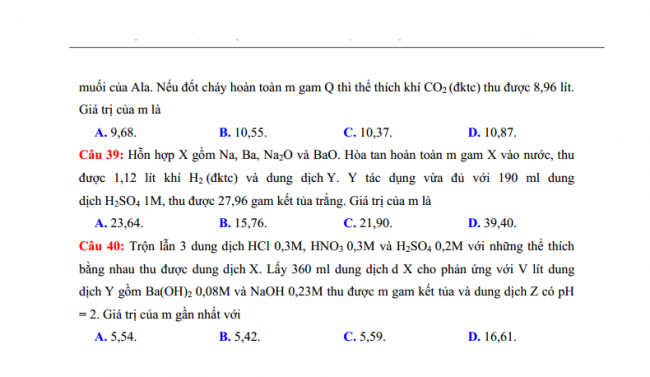 muối của Ala. Nếu đốt cháy hoàn toàn m gam Q thì thể thích khí CO₂ (đktc) thu được 8,96 lít.
Giá trị của m là
A. 9,68. B. 10,55. C. 10,37. D. 10,87.
Câu 39: Hỗn hợp X gồm Na, Ba, Na₂O và BaO. Hòa tan hoàn toàn m gam X vào nước, thu
được 1,12 lít khí H₂ (đktc) và dung dịch Y. Y tác dụng vừa đủ với 190 ml dung
dịch H₂SO₄ 1M, thu được 27,96 gam kết tủa trắng. Giá trị của m là
A. 23,64. B. 15,76. C. 21,90. D. 39,40.
Câu 40: Trộn lẫn 3 dung dịch HCl 0,3M, HNO₃ 0,3M và H₂SO₄ 0,2M với những thể thích
bằng nhau thu được dung dịch X. Lấy 360 ml dung dịch d X cho phản ứng với V lít dung
dịch Y gồm Ba(OH)₂ 0,08M và NaOH 0,23M thu được m gam kết tủa và dung dịch Z có pH
= 2. Giá trị của m gần nhất với
A. 5,54. B. 5,42. C. 5,59. D. 16,61.